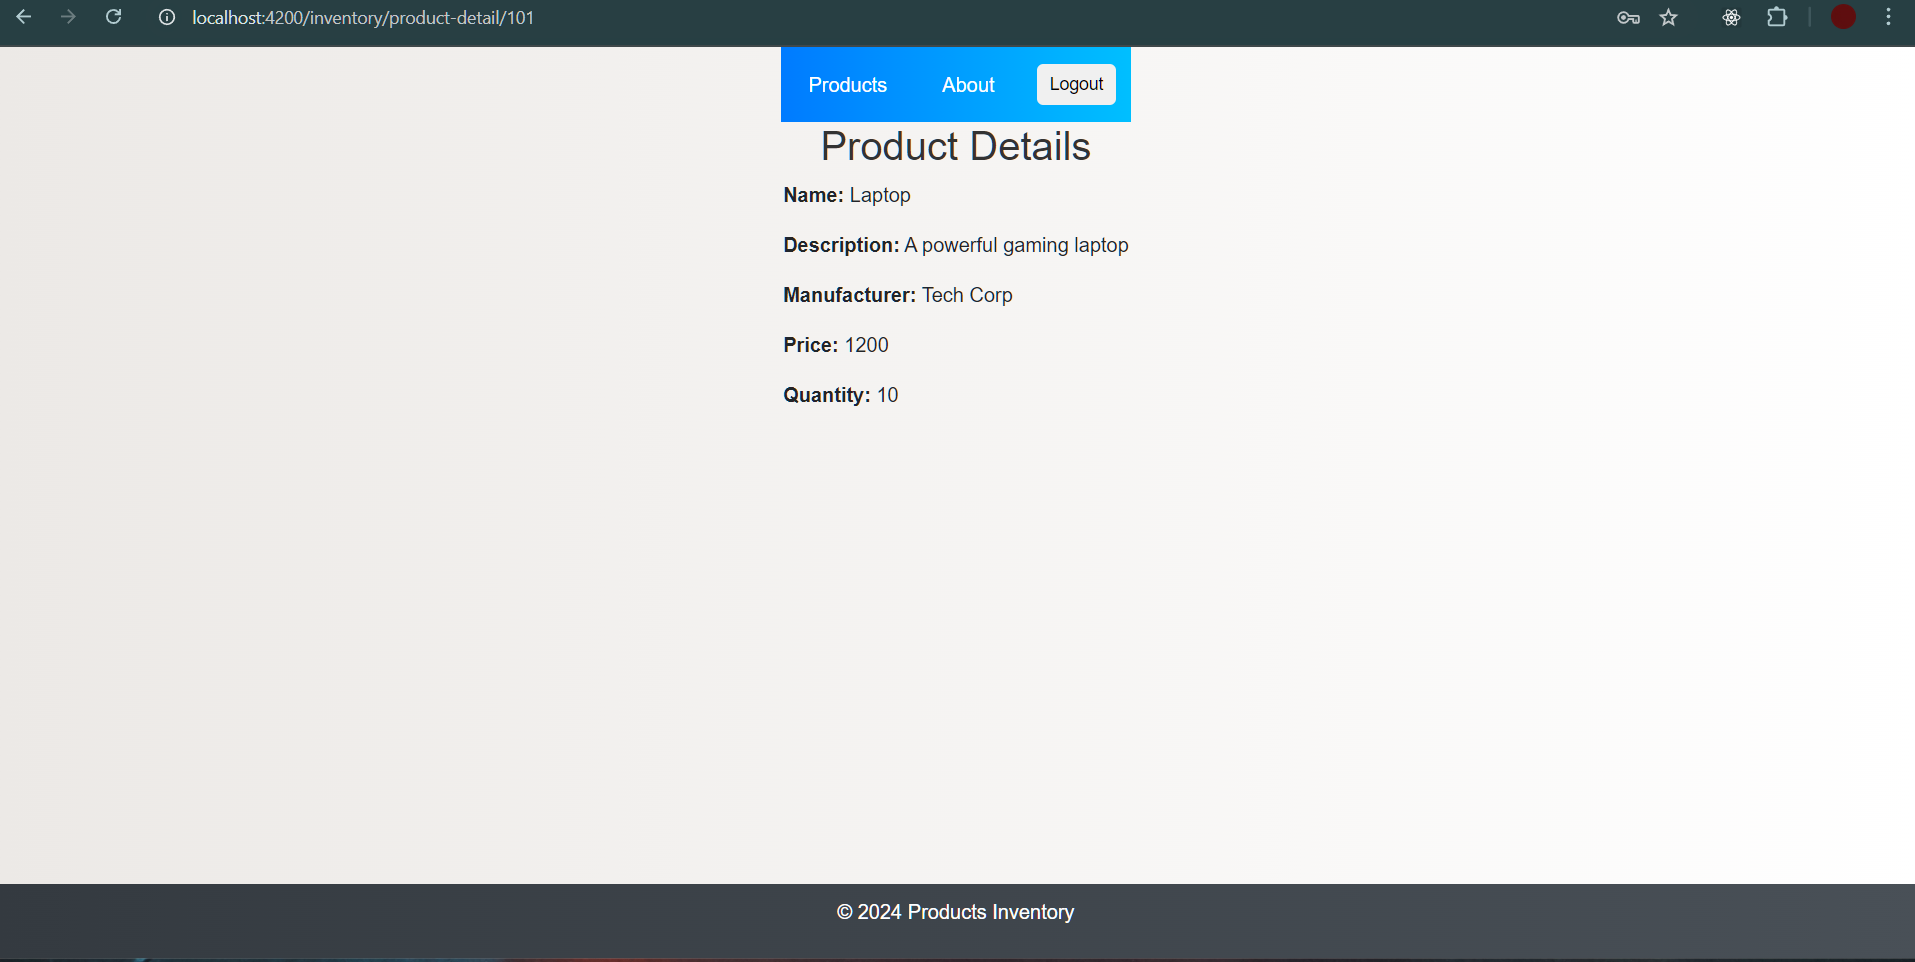 localhost:4200/inventory/product-detail/101
Products About Logout
Product Details
Name: Laptop
Description: A powerful gaming laptop
Manufacturer: Tech Corp
Price: 1200
Quantity: 10
© 2024 Products Inventory